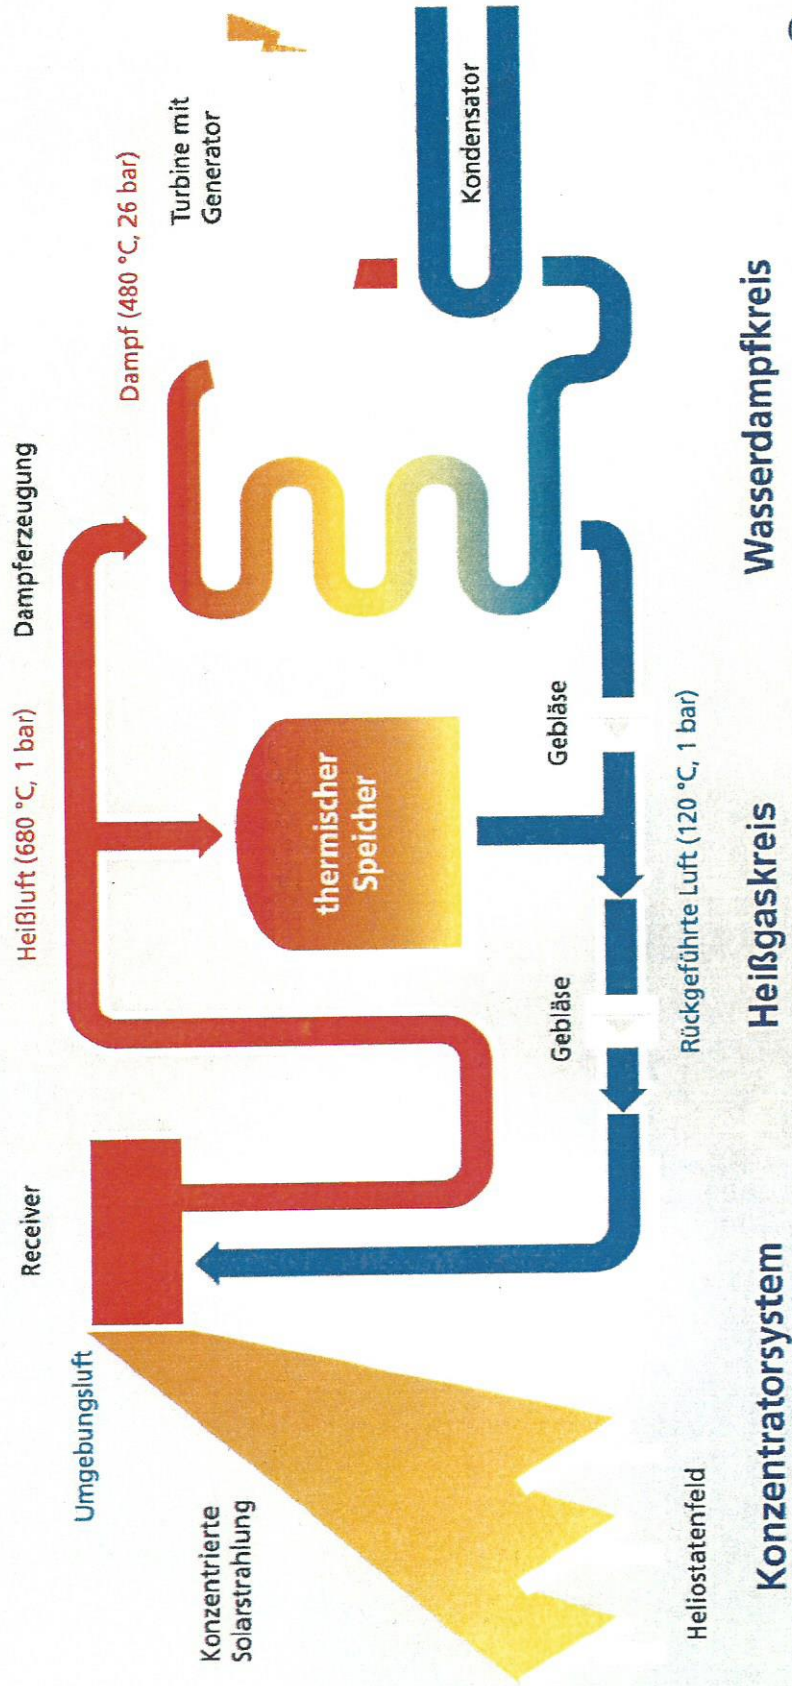 Receiver
Heißluft (680 °C, 1 bar)
Dampferzeugung
Umgebungsluft
Dampf (480 °C, 26 bar)
Konzentrierte
Solarstrahlung
thermischer
Speicher
Turbine mit
Generator
Gebläse
Gebläse
Kondensator
Heliostatenfeld
Rückgeführte Luft (120 °C, 1 bar)
Konzentratorsystem
Heißgaskreis
Wasserdampfkreis